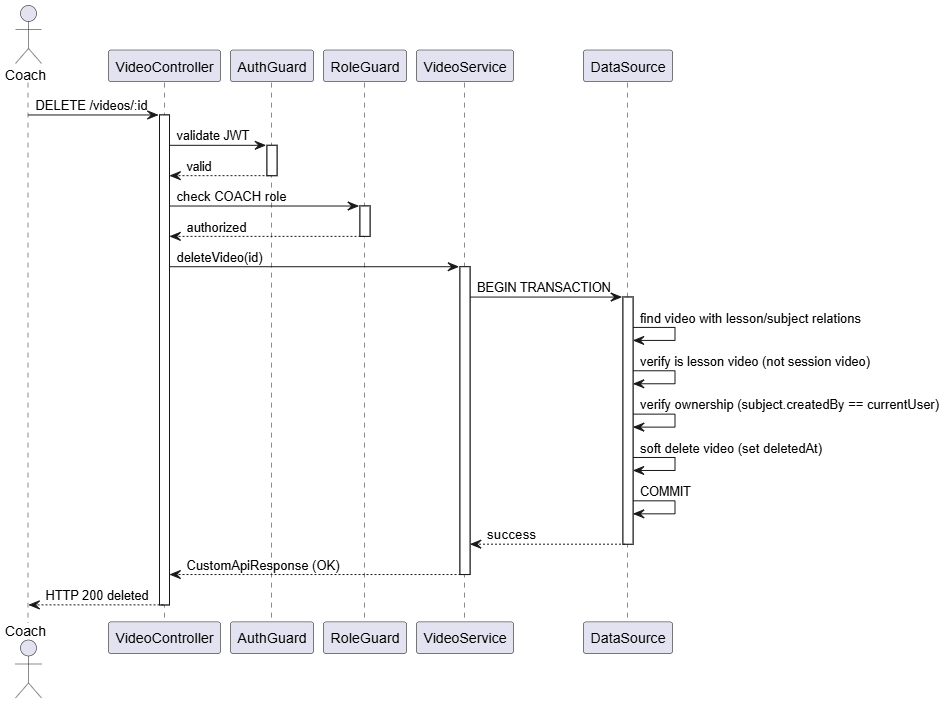 Coach
VideoController
AuthGuard
RoleGuard
VideoService
DataSource
DELETE /videos/:id
validate JWT
valid
check COACH role
authorized
deleteVideo(id)
BEGIN TRANSACTION
find video with lesson/subject relations
verify is lesson video (not session video)
verify ownership (subject.createdBy == currentUser)
soft delete video (set deletedAt)
COMMIT
success
CustomApiResponse (OK)
HTTP 200 deleted
Coach
VideoController
AuthGuard
RoleGuard
VideoService
DataSource